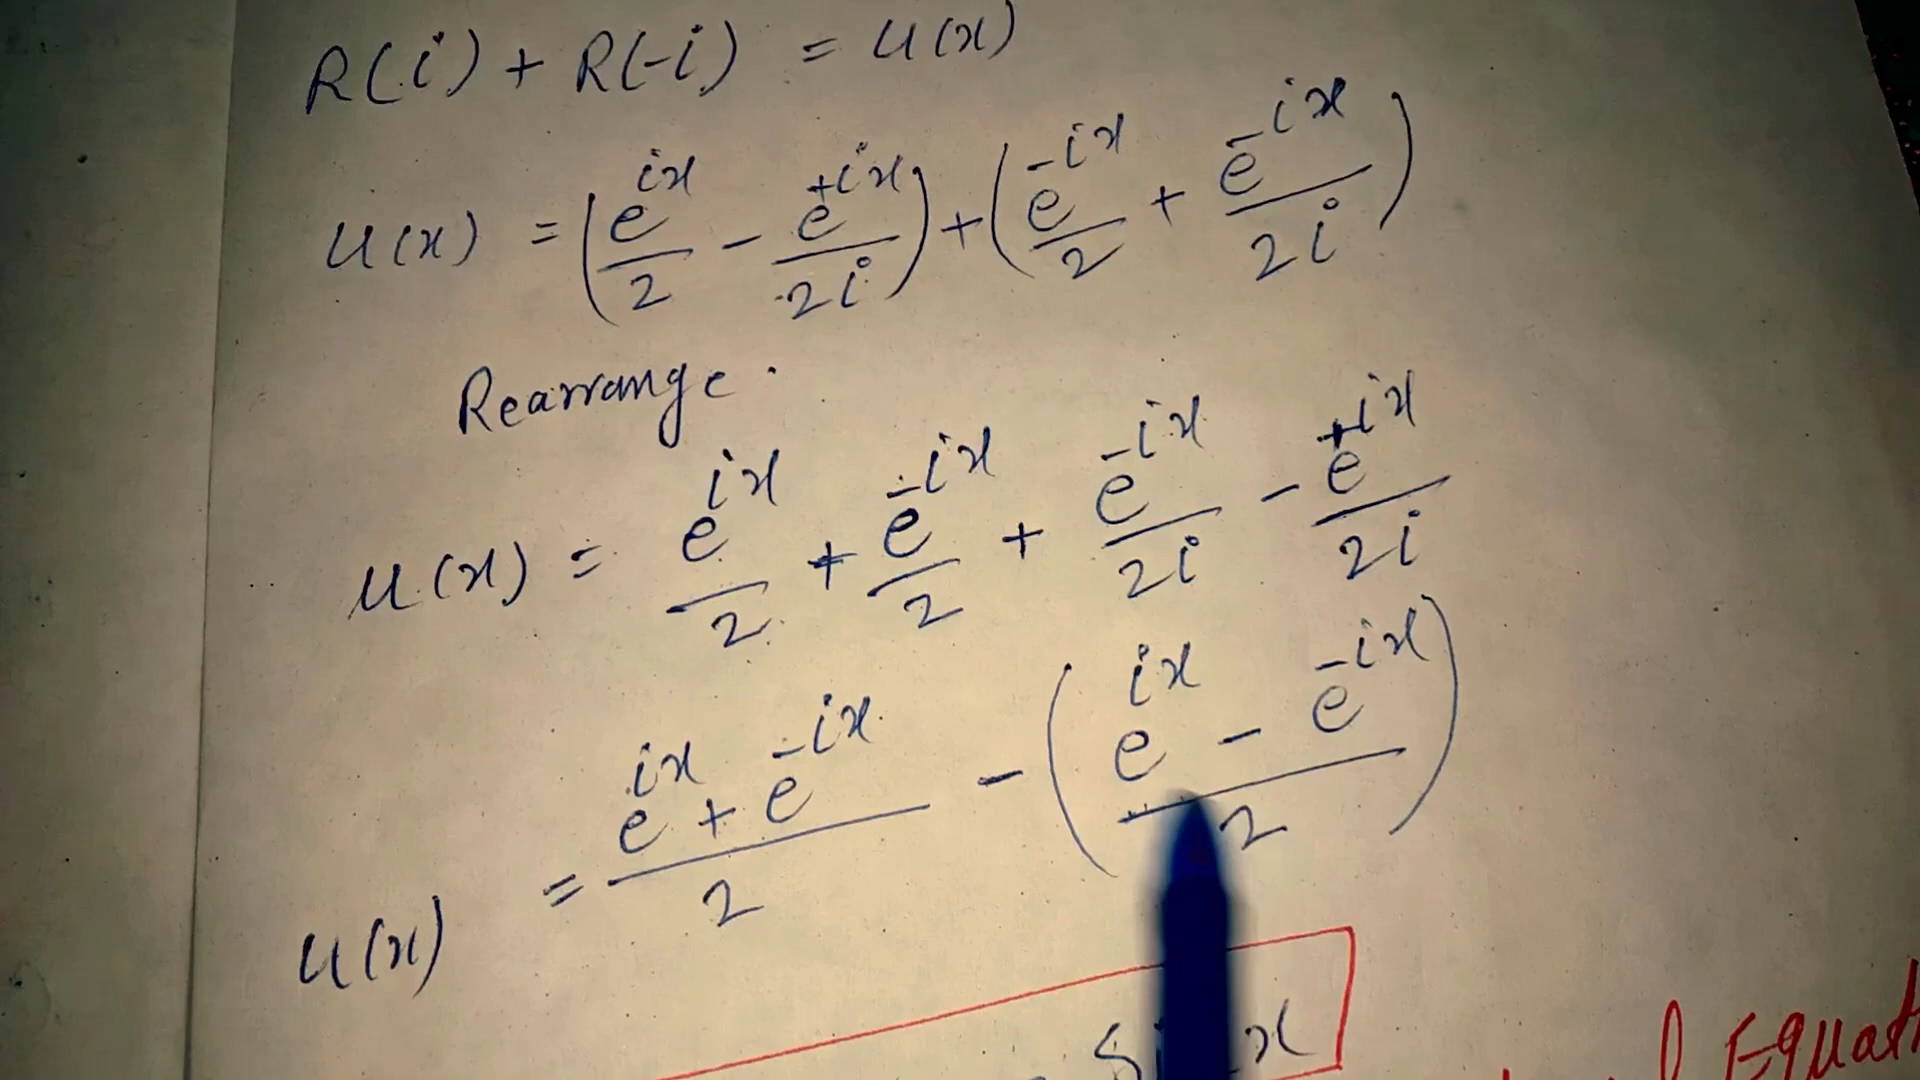 R(i) + R(-i) = u(x)
u(x) = (e^{ix}/2 - e^{+ix}/2i) + (e^{-ix}/2 + e^{-ix}/2i)
Rearrange.
u(x) = e^{ix}/2 + e^{-ix}/2 + e^{-ix}/2i - e^{+ix}/2i
u(x) = (e^{ix} + e^{-ix})/2 - ((e^{ix} - e^{-ix})/2)
x